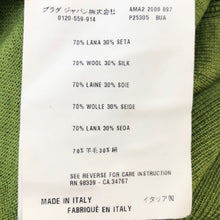 プラダ ジャパン株式会社 AMA2 2000 097
0120-559-914 P25305 BUA
70% LANA 30% SETA
70% WOOL 30% SILK
70% LAINE 30% SOIE
70% WOLLE 30% SEIDE
70% LANA 30% SEDA
70% 羊毛 30% 絹
SEE REVERSE FOR CARE INSTRUCTION
RN 98339 - CA.34767
MADE IN ITALY イタリア製
FABRIQUÉ EN ITALY